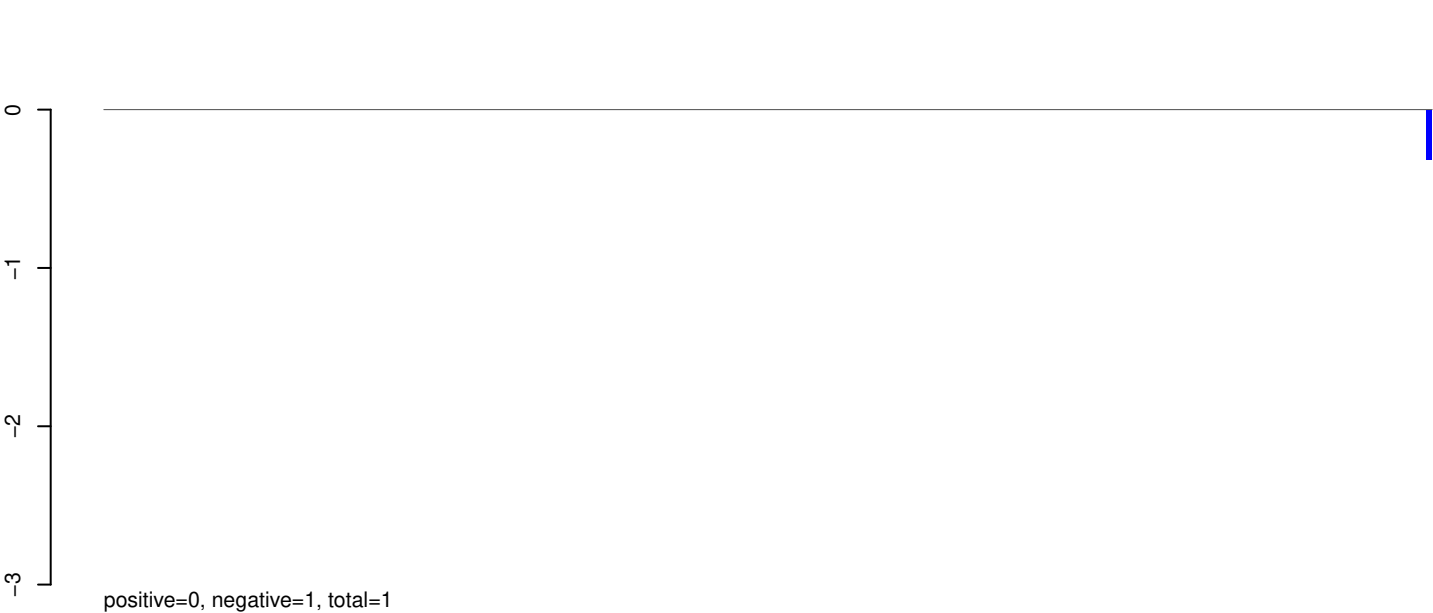 0
−1
−2
−3
positive=0, negative=1, total=1